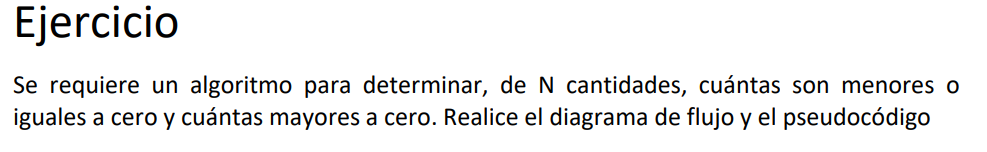 Ejercicio
Se requiere un algoritmo para determinar, de N cantidades, cuántas son menores o
iguales a cero y cuántas mayores a cero. Realice el diagrama de flujo y el pseudocódigo